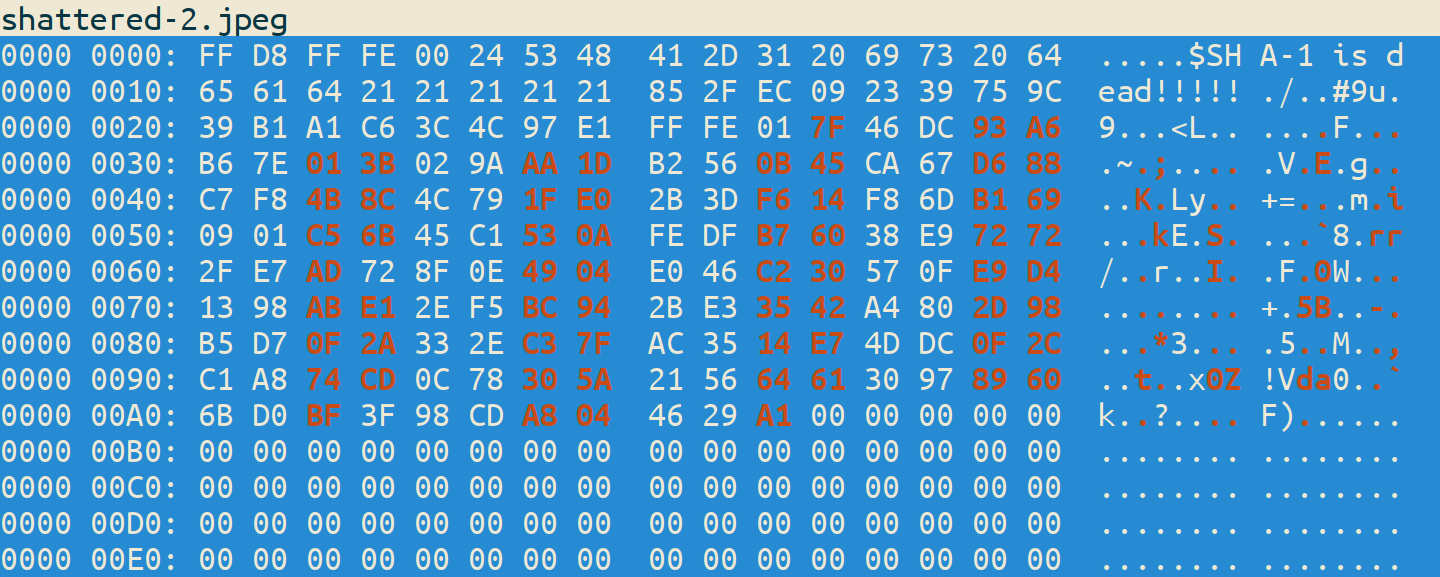 shattered-2.jpeg
0000 0000: FF D8 FF FE 00 24 53 48  41 2D 31 20 69 73 20 64  .....$SH A-1 is d
0000 0010: 65 61 64 21 21 21 21 21  85 2F EC 09 23 39 75 9C  ead!!!!! ./..#9u.
0000 0020: 39 B1 A1 C6 3C 4C 97 E1  FF FE 01 7F 46 DC 93 A6  9...<L.. ....F...
0000 0030: B6 7E 01 3B 02 9A AA 1D  B2 56 0B 45 CA 67 D6 88  .~.;.... .V.E.g..
0000 0040: C7 F8 4B 8C 4C 79 1F E0  2B 3D F6 14 F8 6D B1 69  ..K.Ly.. +=...m.i
0000 0050: 09 01 C5 6B 45 C1 53 0A  FE DF B7 60 38 E9 72 72  ...kE.S. ...`8.rr
0000 0060: 2F E7 AD 72 8F 0E 49 04  E0 46 C2 30 57 0F E9 D4  /..r..I. .F.0W...
0000 0070: 13 98 AB E1 2E F5 BC 94  2B E3 35 42 A4 80 2D 98  ........ +.5B..-.
0000 0080: B5 D7 0F 2A 33 2E C3 7F  AC 35 14 E7 4D DC 0F 2C  ...*3... .5..M..,
0000 0090: C1 A8 74 CD 0C 78 30 5A  21 56 64 61 30 97 89 60  ..t..x0Z !Vda0..`
0000 00A0: 6B D0 BF 3F 98 CD A8 04  46 29 A1 00 00 00 00 00  k..?.... F)......
0000 00B0: 00 00 00 00 00 00 00 00  00 00 00 00 00 00 00 00  ........ ........
0000 00C0: 00 00 00 00 00 00 00 00  00 00 00 00 00 00 00 00  ........ ........
0000 00D0: 00 00 00 00 00 00 00 00  00 00 00 00 00 00 00 00  ........ ........
0000 00E0: 00 00 00 00 00 00 00 00  00 00 00 00 00 00 00 00  ........ ........